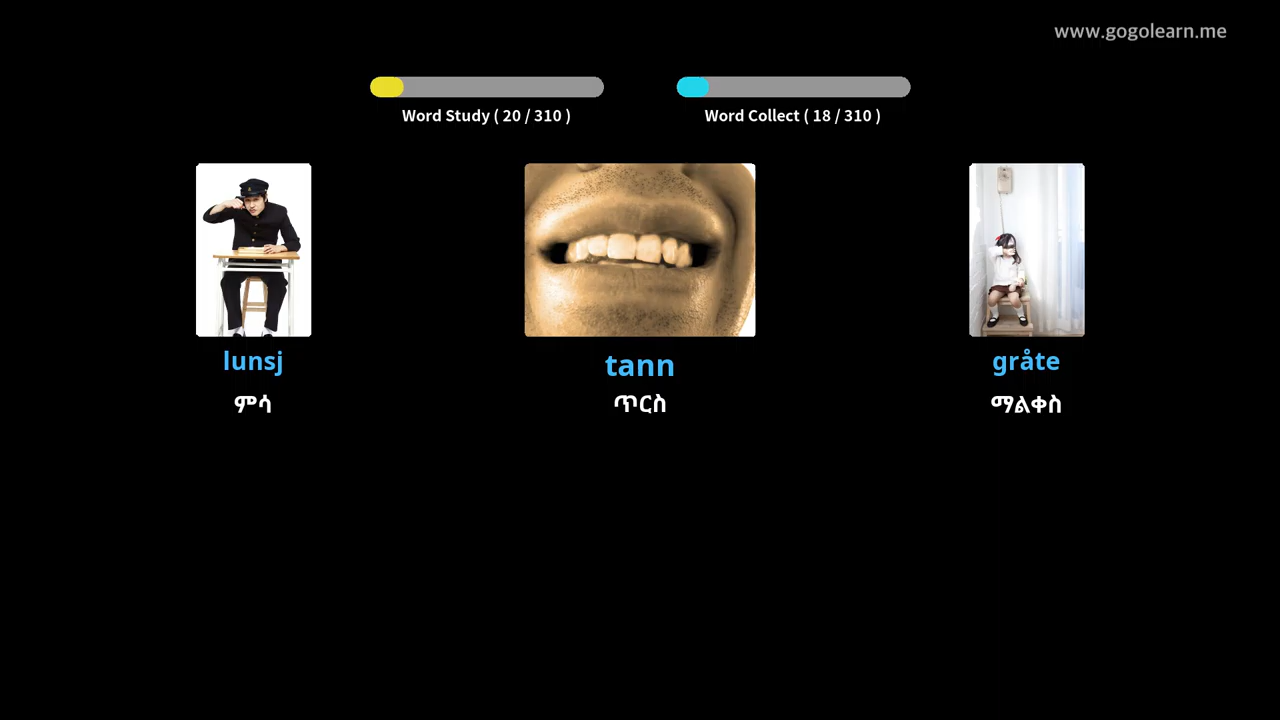 www.gogolearn.me
Word Study ( 20 / 310 )
Word Collect ( 18 / 310 )
lunsj
tann
gråte
ምሳ
ጥርስ
ማልቀስ